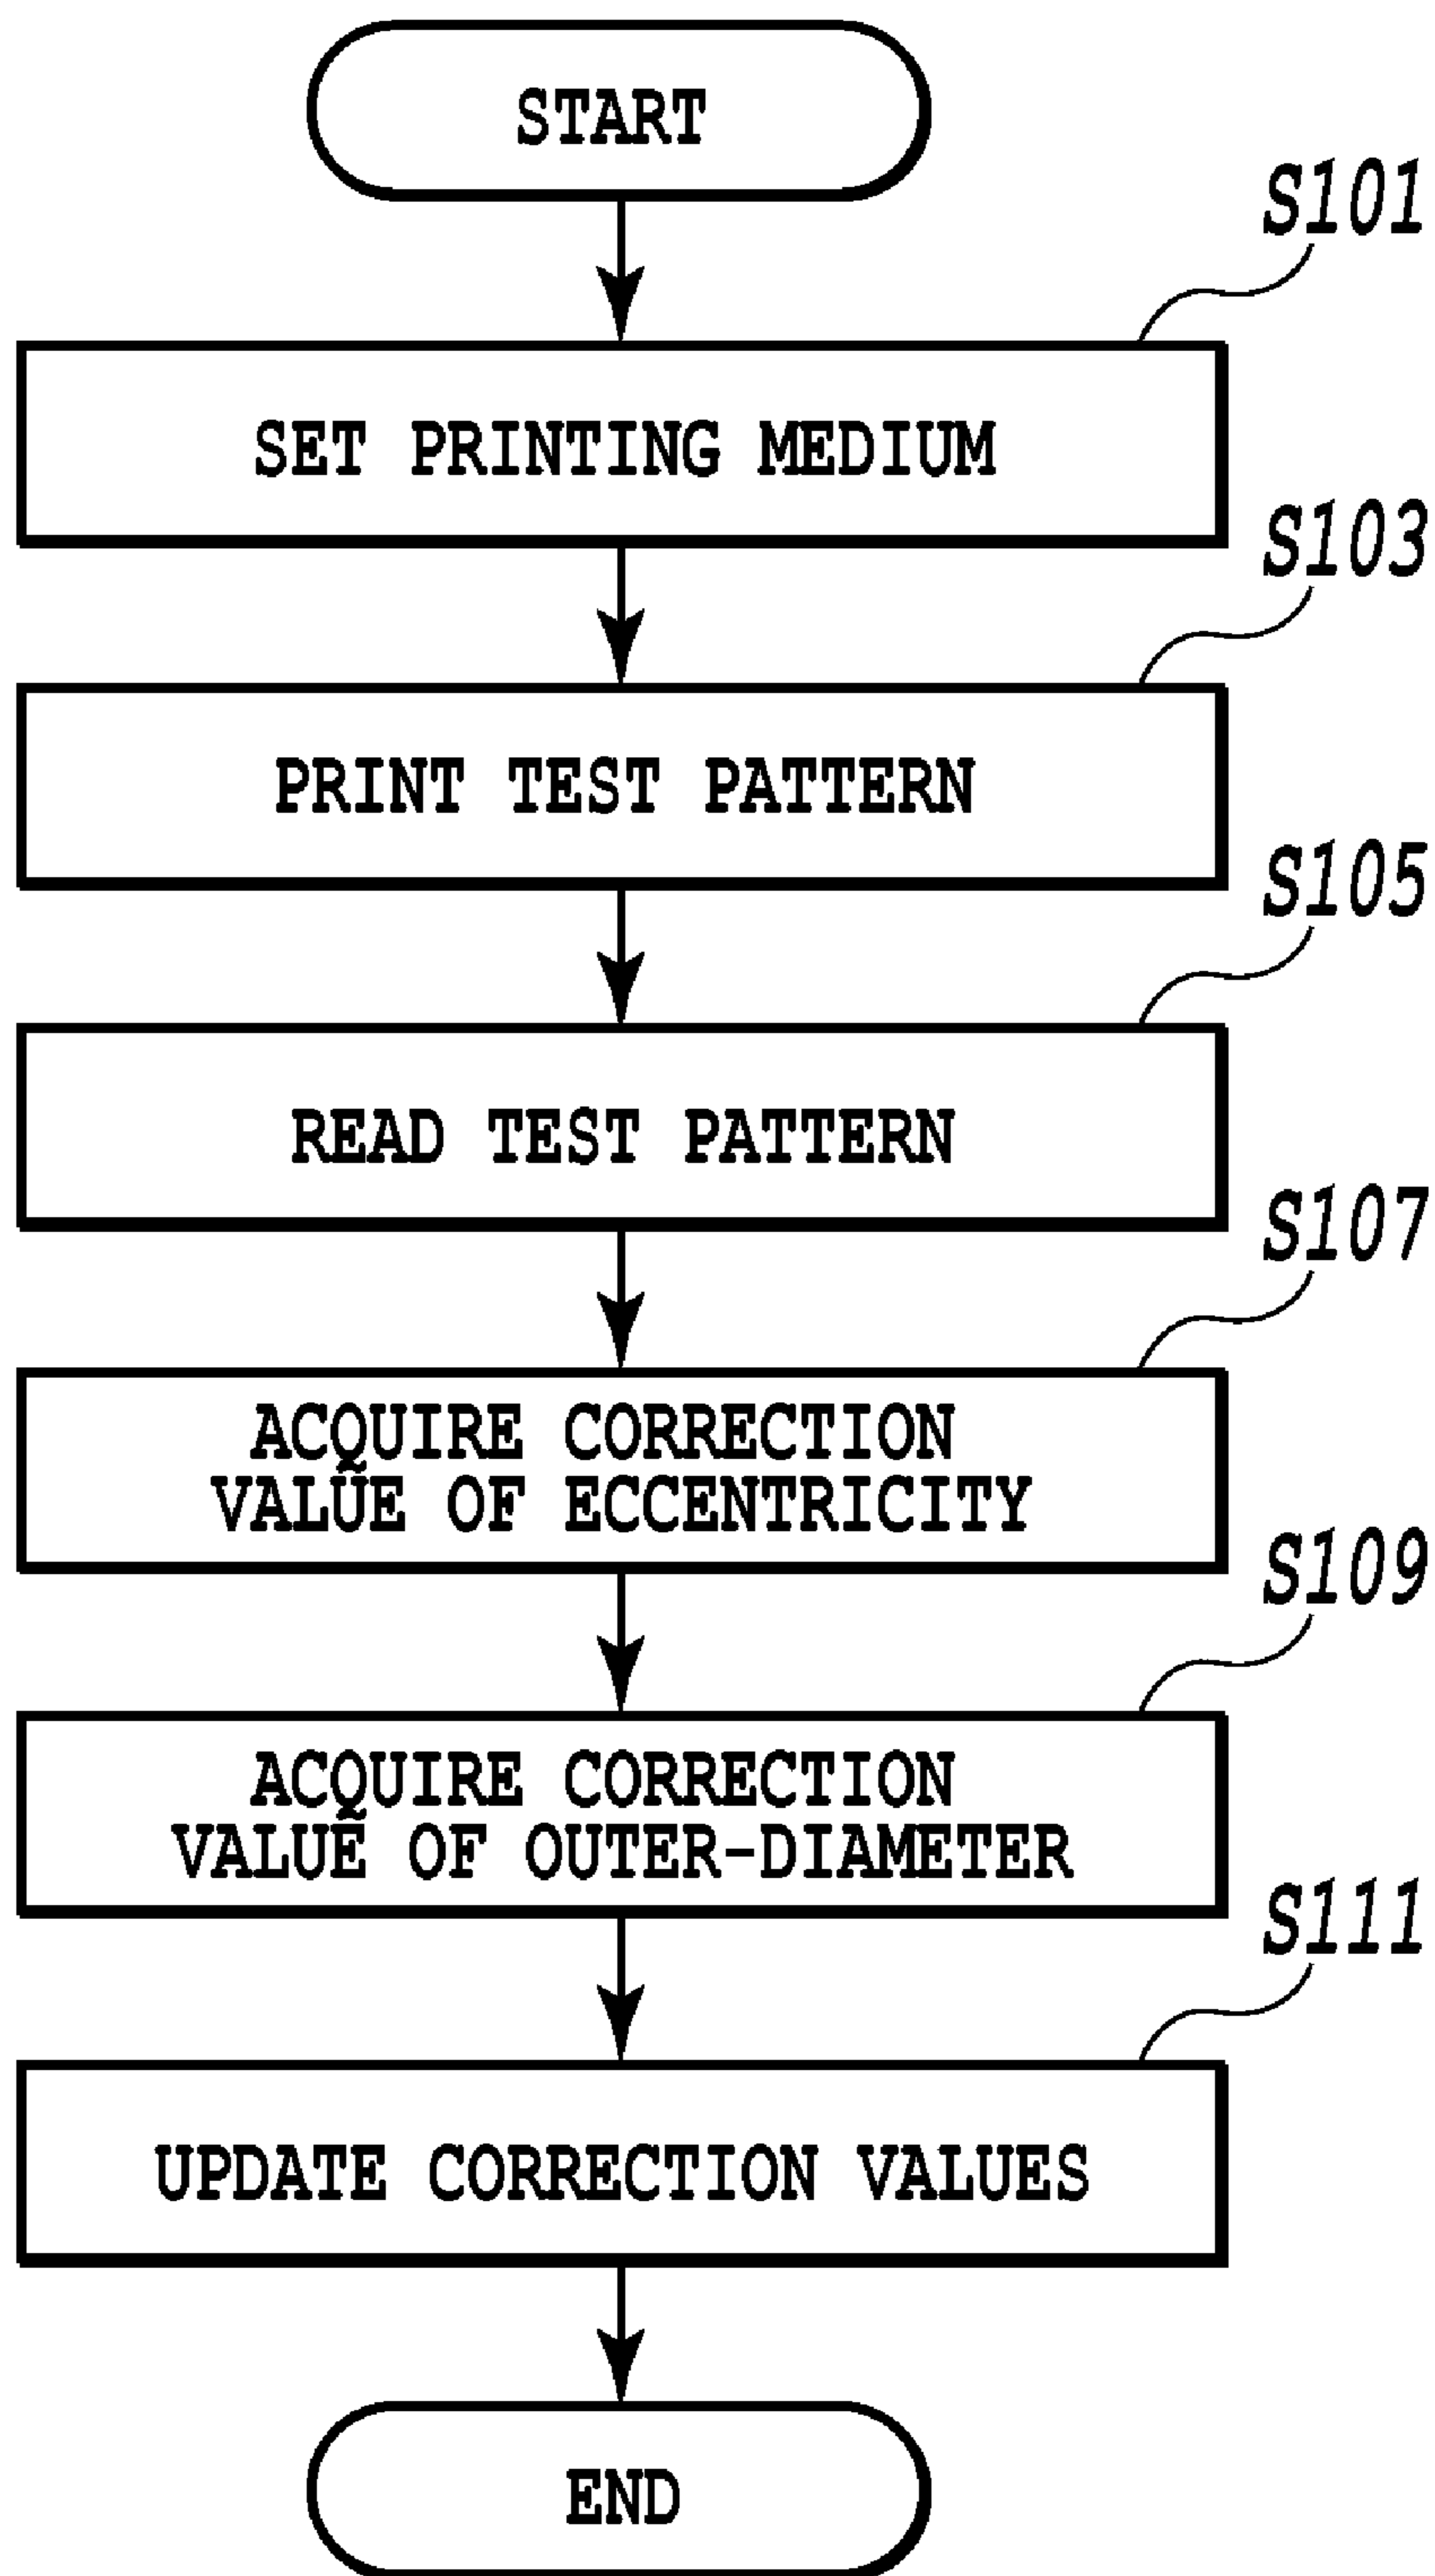 START
S101
SET PRINTING MEDIUM
S103
PRINT TEST PATTERN
S105
READ TEST PATTERN
S107
ACQUIRE CORRECTION
VALUE OF ECCENTRICITY
S109
ACQUIRE CORRECTION
VALUE OF OUTER-DIAMETER
S111
UPDATE CORRECTION VALUES
END